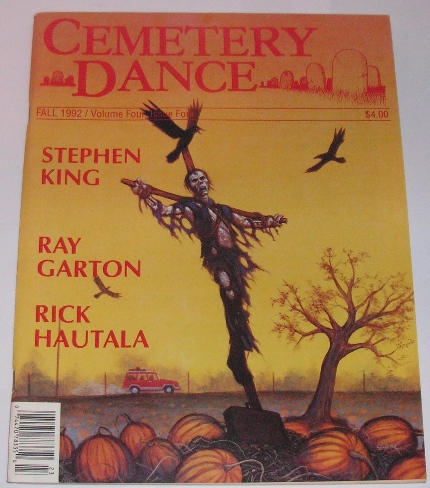 CEMETERY
DANCE
FALL 1992 / Volume Four, Issue Four
$4.00
STEPHEN
KING
RAY
GARTON
RICK
HAUTALA